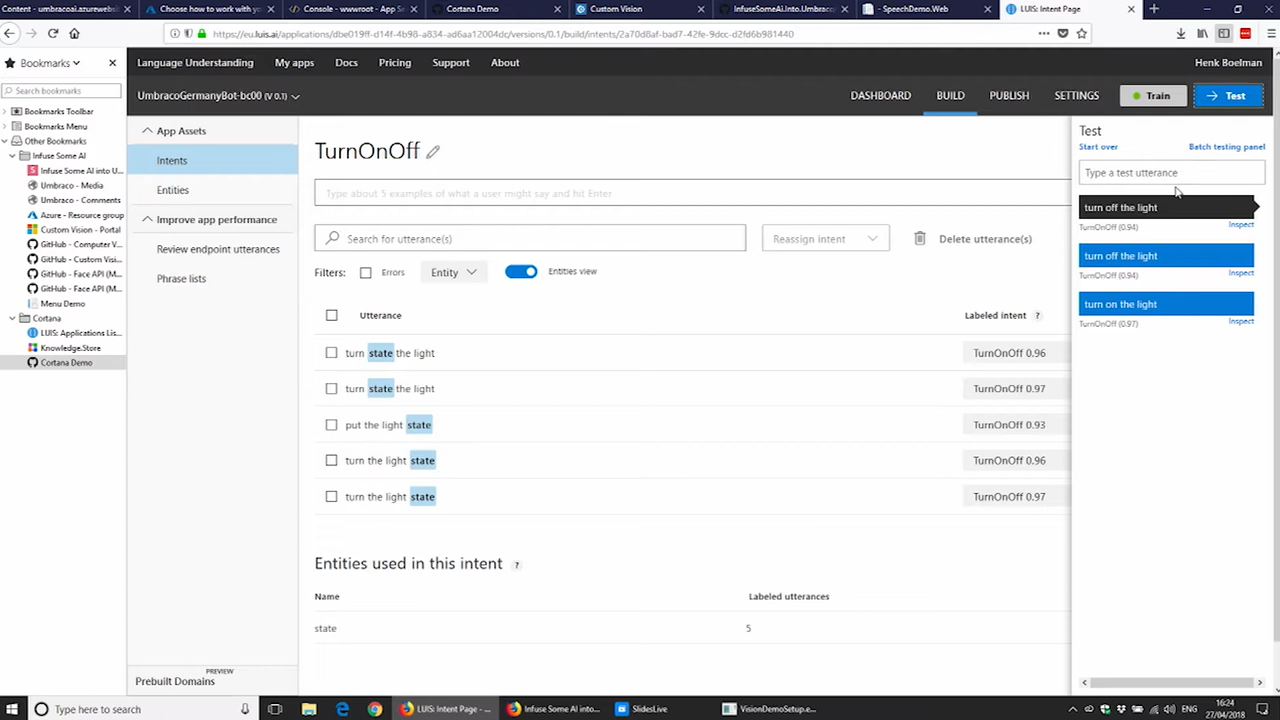 Content - umbracoai.azurewebsit
Choose how to work with you
Console - wwwroot - App Se
Cortana Demo
Custom Vision
InfuseSomeAI.Into.Umbrac
- SpeechDemo.Web
LUIS: Intent Page
https://eu.luis.ai/applications/dbe019ff-d14f-4b98-a834-ad6aa12004dc/versions/0.1/build/intents/2a70d8af-bad7-42fe-9dcc-d2fd6b981440
Bookmarks
Search bookmarks
Bookmarks Toolbar
Bookmarks Menu
Other Bookmarks
Infuse Some AI
Infuse Some AI into U...
Umbraco - Media
Umbraco - Comments
Azure - Resource group
Custom Vision - Portal
GitHub - Computer V...
GitHub - Custom Visi...
GitHub - Face API (M...
GitHub - Face API (M...
Menu Demo
Cortana
LUIS: Applications Lis...
Knowledge.Store
Cortana Demo
Language Understanding My apps Docs Pricing Support About Henk Boelman
UmbracoGermanyBot-bc00 (V 0.1) DASHBOARD BUILD PUBLISH SETTINGS Train Test
App Assets
Intents
Entities
Improve app performance
Review endpoint utterances
Phrase lists
PREVIEW
Prebuilt Domains
TurnOnOff
Type about 5 examples of what a user might say and hit Enter
Search for utterance(s) Reassign intent Delete utterance(s)
Filters: Errors Entity Entities view
Utterance Labeled intent ?
turn state the light TurnOnOff 0.96
turn state the light TurnOnOff 0.97
put the light state TurnOnOff 0.93
turn the light state TurnOnOff 0.96
turn the light state TurnOnOff 0.97
Entities used in this intent ?
Name Labeled utterances
state 5
Test
Start over Batch testing panel
Type a test utterance
turn off the light
TurnOnOff (0.94) Inspect
turn off the light
TurnOnOff (0.94) Inspect
turn on the light
TurnOnOff (0.97) Inspect
Type here to search
LUIS: Intent Page - ...
Infuse Some AI into...
SlidesLive
VisionDemoSetup.e...
ENG
16:24
27/04/2018